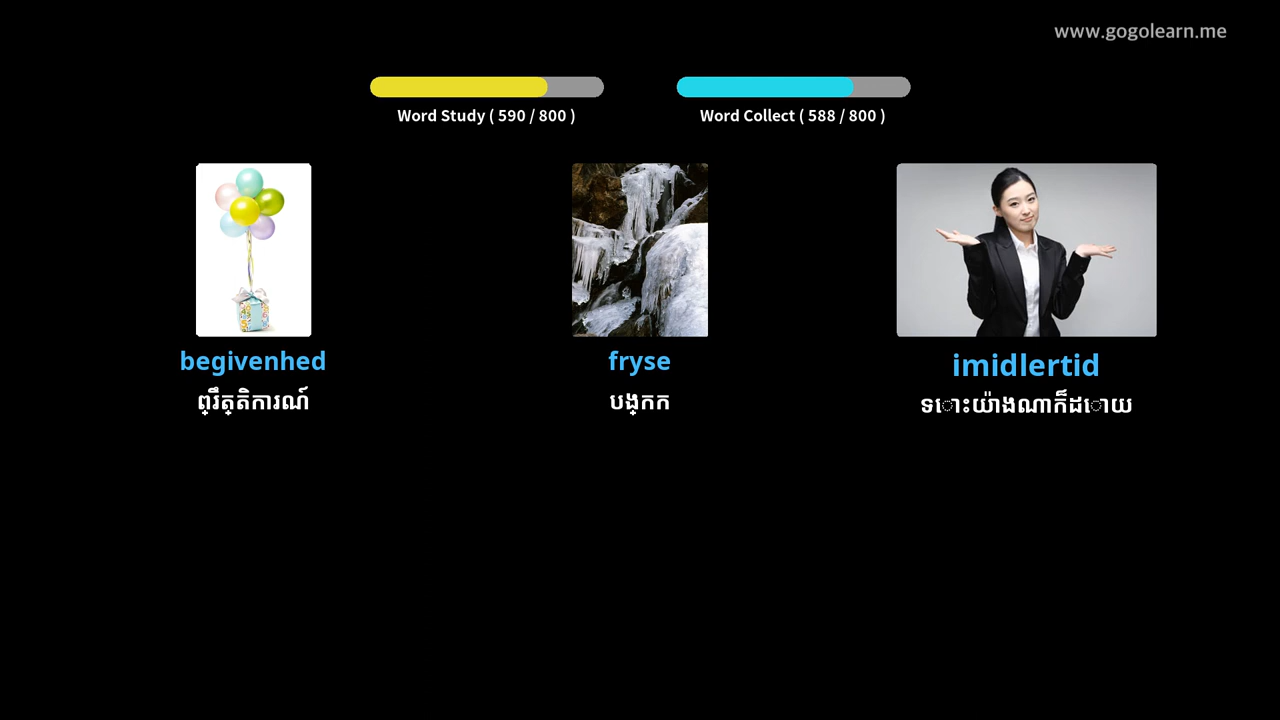 www.gogolearn.me
Word Study ( 590 / 800 )
Word Collect ( 588 / 800 )
begivenhed
ព្រឹត្តិការណ៍
fryse
បង្កក
imidlertid
ទោះយ៉ាងណាក៏ដោយ